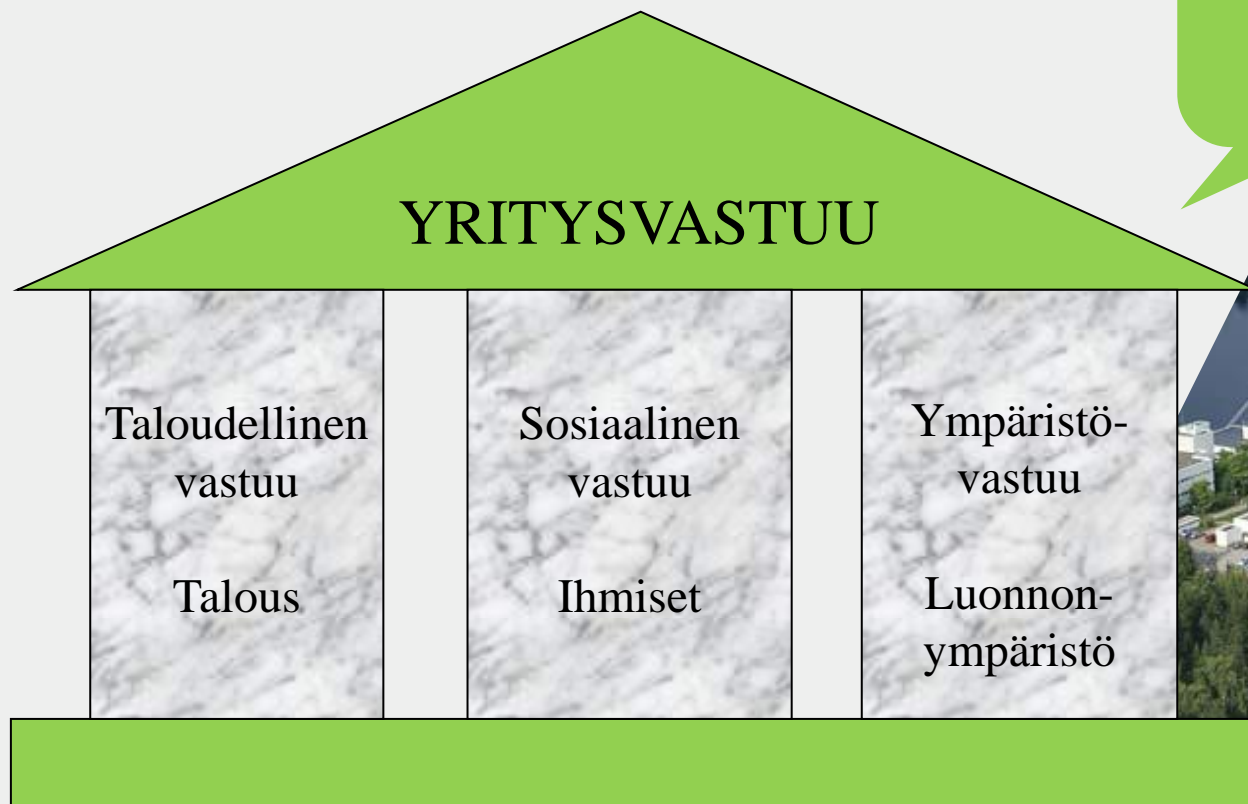 YRITYSVASTUU
Taloudellinen
vastuu
Talous
Sosiaalinen
vastuu
Ihmiset
Ympäristö-
vastuu
Luonnon-
ympäristö